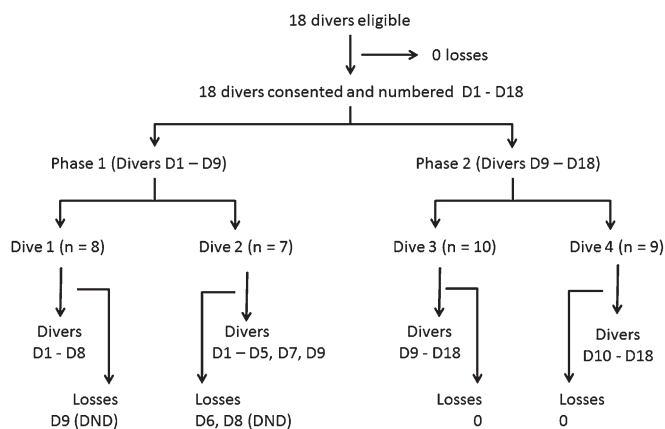 18 divers eligible
0 losses
18 divers consented and numbered D1 - D18
Phase 1 (Divers D1 – D9)
Phase 2 (Divers D9 – D18)
Dive 1 (n = 8)
Dive 2 (n = 7)
Dive 3 (n = 10)
Dive 4 (n = 9)
Divers
D1 - D8
Divers
D1 – D5, D7, D9
Divers
D9 - D18
Divers
D10 - D18
Losses
D9 (DND)
Losses
D6, D8 (DND)
Losses
0
Losses
0